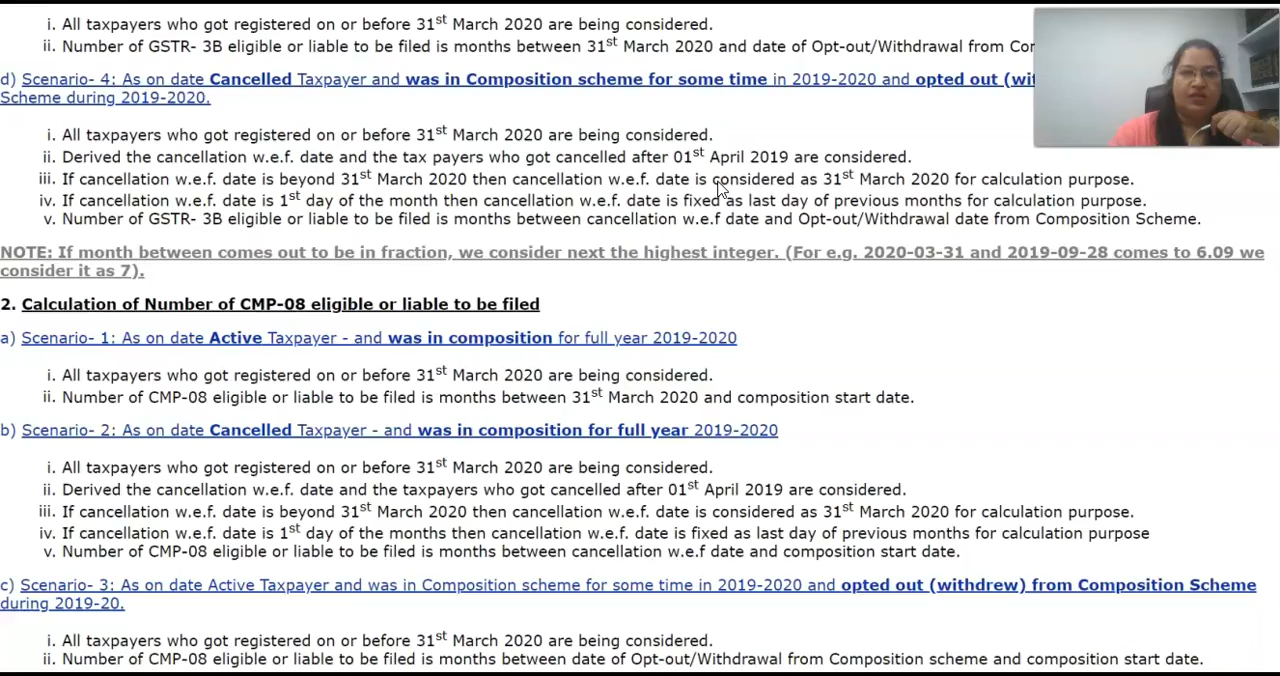 i. All taxpayers who got registered on or before 31st March 2020 are being considered.
ii. Number of GSTR- 3B eligible or liable to be filed is months between 31st March 2020 and date of Opt-out/Withdrawal from
d) Scenario- 4: As on date Cancelled Taxpayer and was in Composition scheme for some time in 2019-2020 and opted out
Scheme during 2019-2020.
i. All taxpayers who got registered on or before 31st March 2020 are being considered.
ii. Derived the cancellation w.e.f. date and the tax payers who got cancelled after 01st April 2019 are considered.
iii. If cancellation w.e.f. date is beyond 31st March 2020 then cancellation w.e.f. date is considered as 31st March 2020 for calculation purpose.
iv. If cancellation w.e.f. date is 1st day of the month then cancellation w.e.f. date is fixed as last day of previous months for calculation purpose.
v. Number of GSTR- 3B eligible or liable to be filed is months between cancellation w.e.f date and Opt-out/Withdrawal date from Composition Scheme.
NOTE: If month between comes out to be in fraction, we consider next the highest integer. (For e.g. 2020-03-31 and 2019-09-28 comes to 6.09 we
consider it as 7).
2. Calculation of Number of CMP-08 eligible or liable to be filed
a) Scenario- 1: As on date Active Taxpayer - and was in composition for full year 2019-2020
i. All taxpayers who got registered on or before 31st March 2020 are being considered.
ii. Number of CMP-08 eligible or liable to be filed is months between 31st March 2020 and composition start date.
b) Scenario- 2: As on date Cancelled Taxpayer - and was in composition for full year 2019-2020
i. All taxpayers who got registered on or before 31st March 2020 are being considered.
ii. Derived the cancellation w.e.f. date and the taxpayers who got cancelled after 01st April 2019 are considered.
iii. If cancellation w.e.f. date is beyond 31st March 2020 then cancellation w.e.f. date is considered as 31st March 2020 for calculation purpose.
iv. If cancellation w.e.f. date is 1st day of the months then cancellation w.e.f. date is fixed as last day of previous months for calculation purpose
v. Number of CMP-08 eligible or liable to be filed is months between cancellation w.e.f date and composition start date.
c) Scenario- 3: As on date Active Taxpayer and was in Composition scheme for some time in 2019-2020 and opted out (withdrew) from Composition Scheme
during 2019-20.
i. All taxpayers who got registered on or before 31st March 2020 are being considered.
ii. Number of CMP-08 eligible or liable to be filed is months between date of Opt-out/Withdrawal from Composition scheme and composition start date.